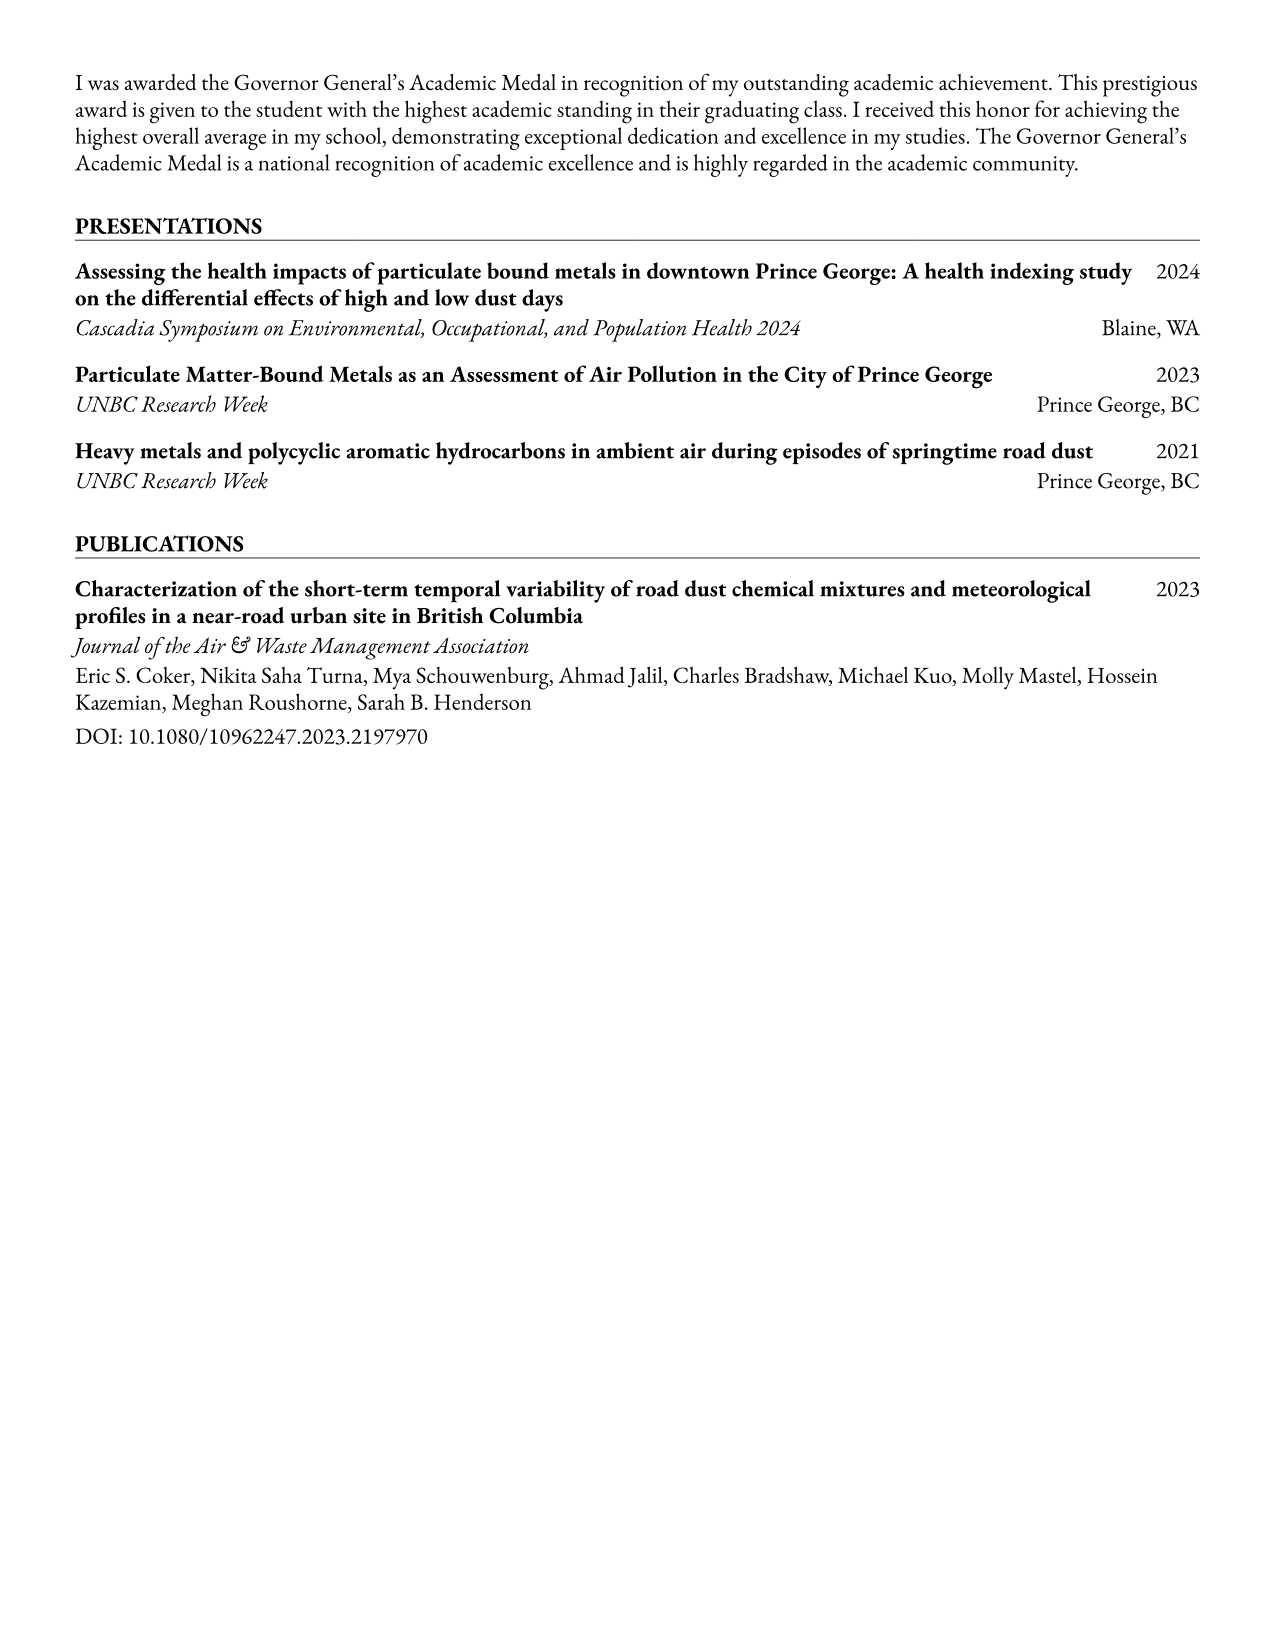 I was awarded the Governor General’s Academic Medal in recognition of my outstanding academic achievement. This prestigious
award is given to the student with the highest academic standing in their graduating class. I received this honor for achieving the
highest overall average in my school, demonstrating exceptional dedication and excellence in my studies. The Governor General’s
Academic Medal is a national recognition of academic excellence and is highly regarded in the academic community.
PRESENTATIONS
Assessing the health impacts of particulate bound metals in downtown Prince George: A health indexing study 2024
on the differential effects of high and low dust days
Cascadia Symposium on Environmental, Occupational, and Population Health 2024 Blaine, WA
Particulate Matter-Bound Metals as an Assessment of Air Pollution in the City of Prince George 2023
UNBC Research Week Prince George, BC
Heavy metals and polycyclic aromatic hydrocarbons in ambient air during episodes of springtime road dust 2021
UNBC Research Week Prince George, BC
PUBLICATIONS
Characterization of the short-term temporal variability of road dust chemical mixtures and meteorological 2023
profiles in a near-road urban site in British Columbia
Journal of the Air & Waste Management Association
Eric S. Coker, Nikita Saha Turna, Mya Schouwenburg, Ahmad Jalil, Charles Bradshaw, Michael Kuo, Molly Mastel, Hossein
Kazemian, Meghan Roushorne, Sarah B. Henderson
DOI: 10.1080/10962247.2023.2197970